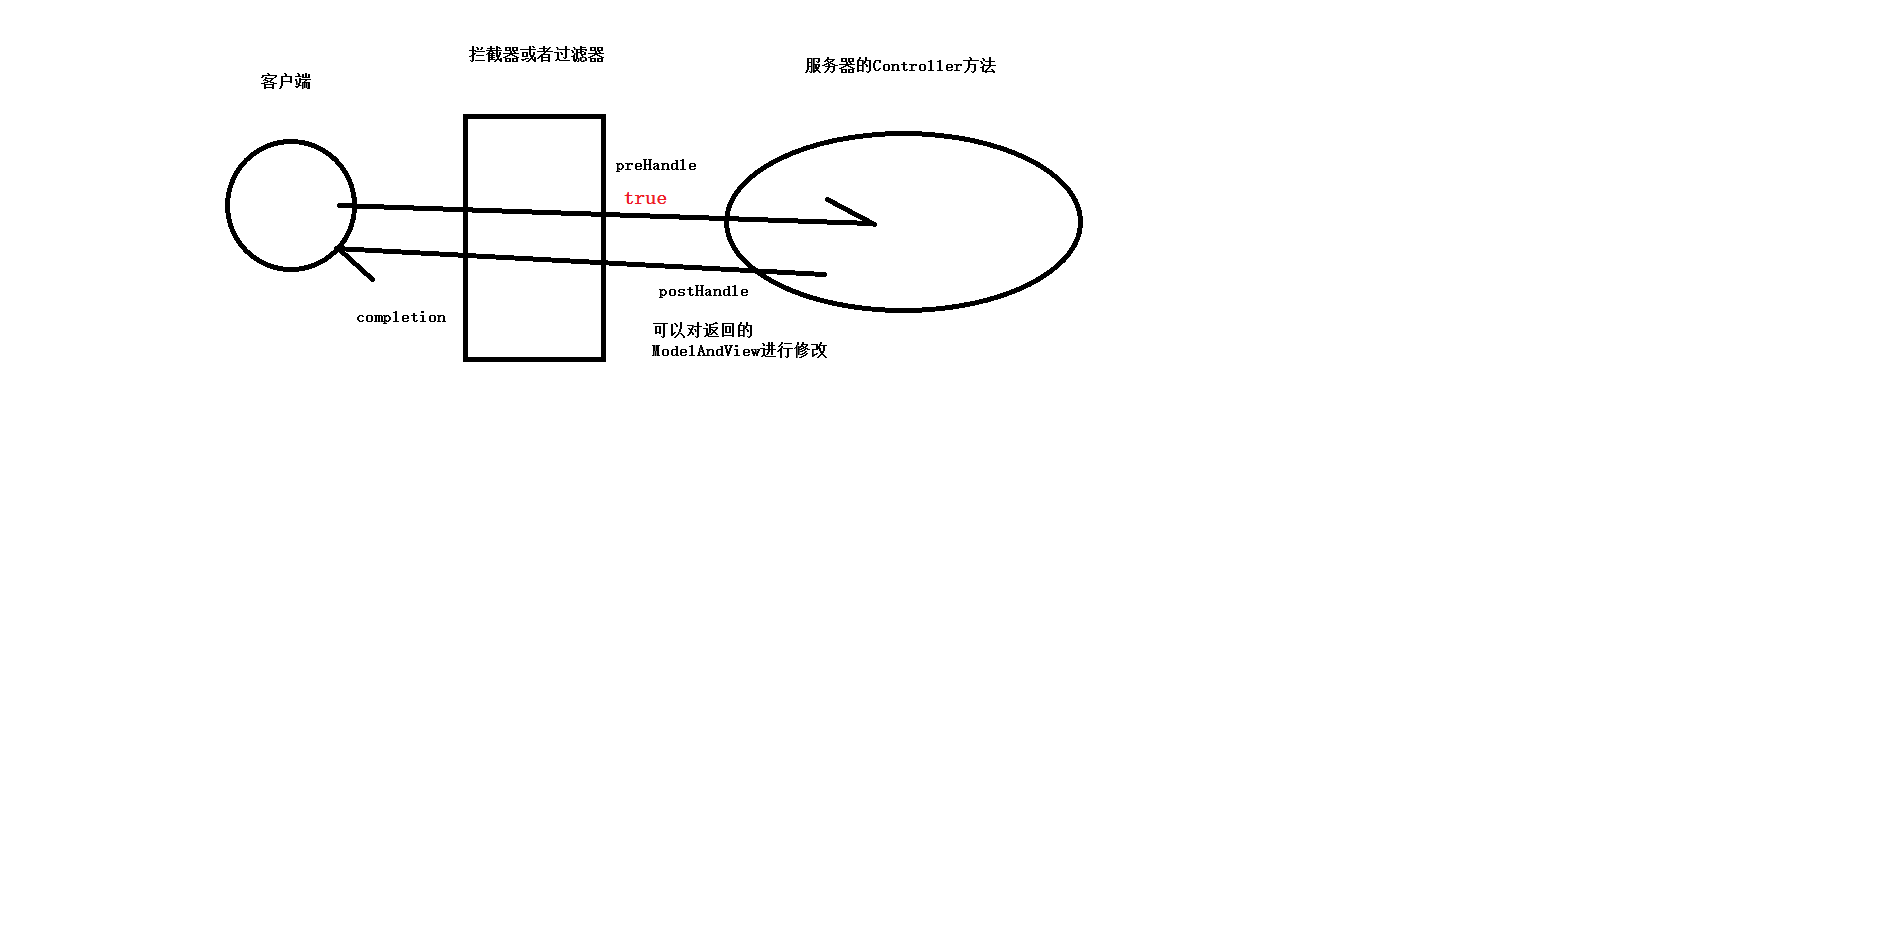 客户端
拦截器或者过滤器
服务器的Controller方法
preHandle
true
postHandle
completion
可以对返回的
ModelAndView进行修改